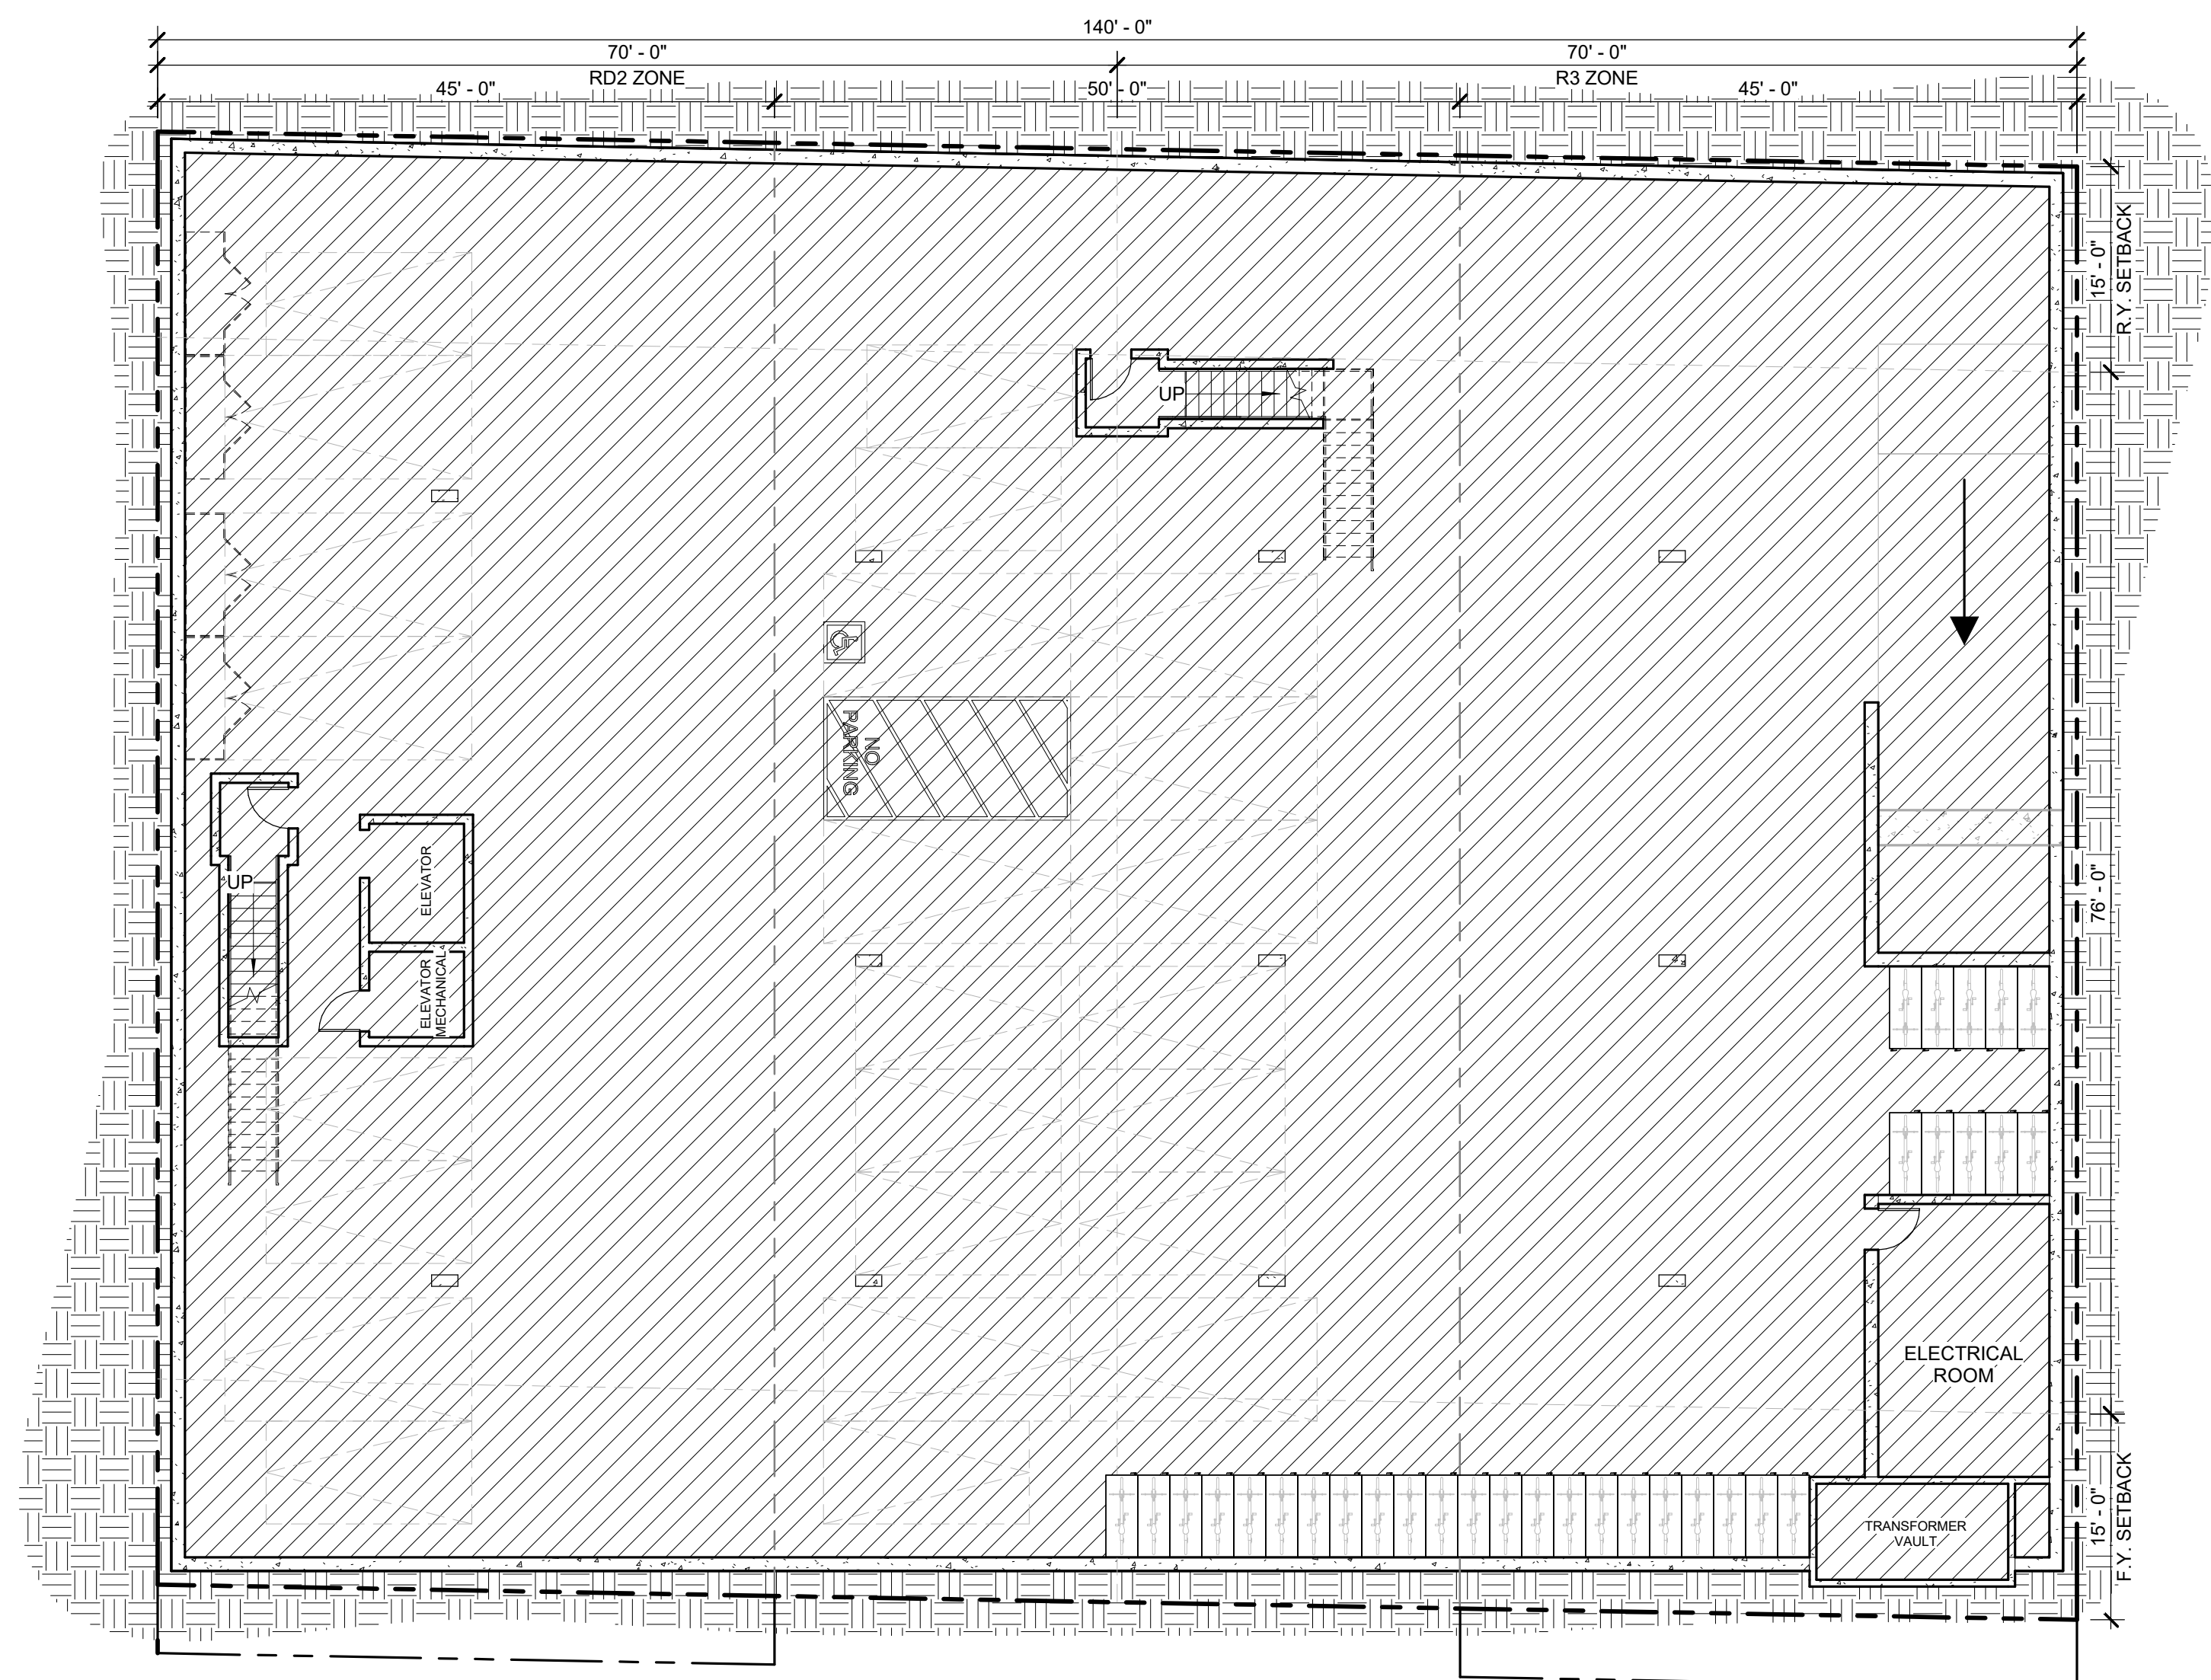 140' - 0"
70' - 0"
70' - 0"
RD2 ZONE
R3 ZONE
45' - 0"
50' - 0"
45' - 0"
15' - 0"
R.Y. SETBACK
UP
NO
PARKING
UP
ELEVATOR
ELEVATOR
MECHANICAL
76' - 0"
ELECTRICAL
ROOM
TRANSFORMER
VAULT
15' - 0"
F.Y. SETBACK